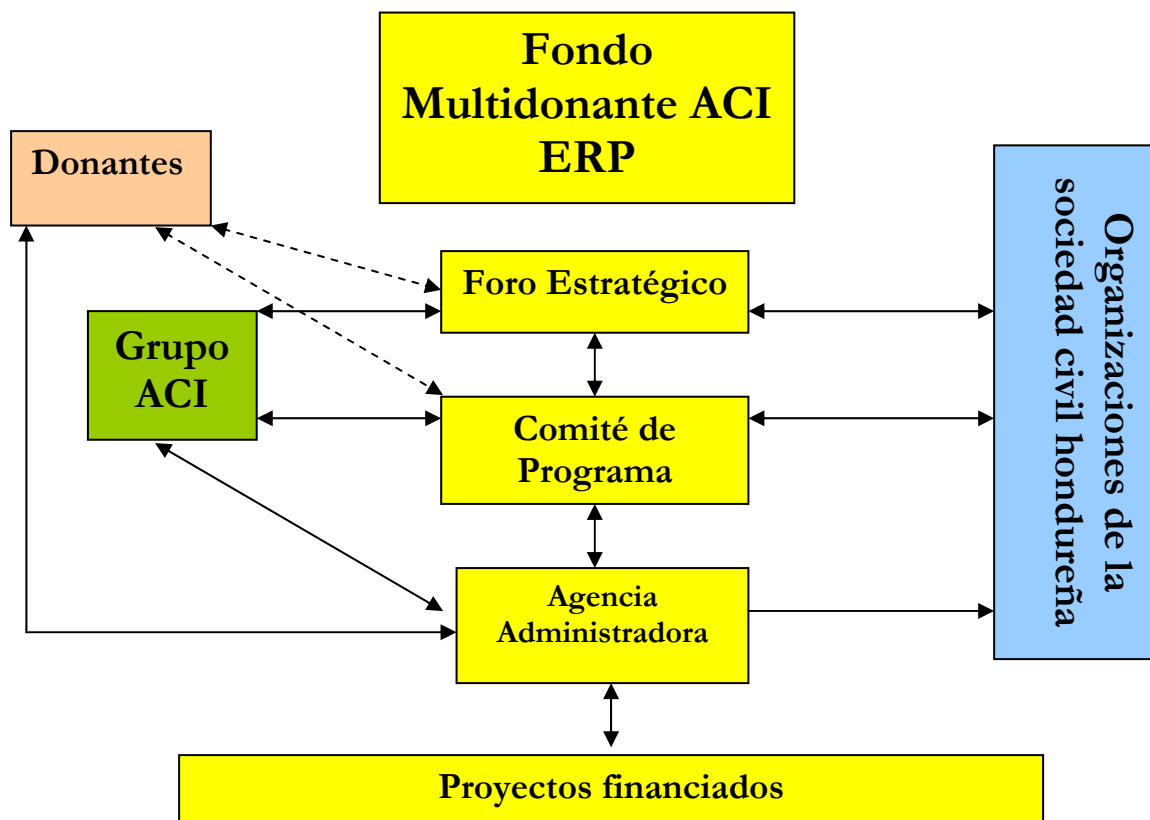 Fondo
Multidonante ACI
ERP
Donantes
Foro Estratégico
Grupo
ACI
Comité de
Programa
Agencia
Administradora
Proyectos financiados
Organizaciones de la
sociedad civil hondureña